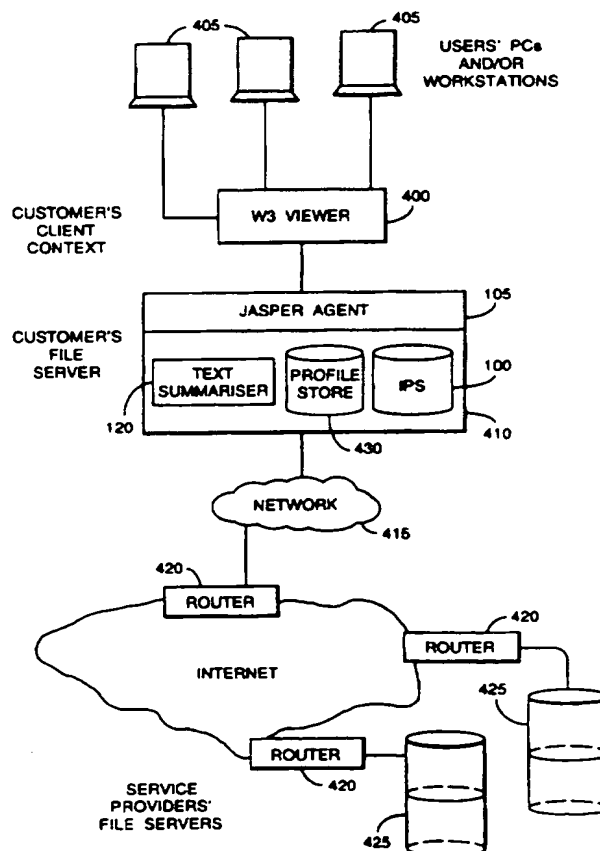 405
405
USERS' PCs
AND/OR
WORKSTATIONS
CUSTOMER'S
CLIENT
CONTEXT
W3 VIEWER
400
JASPER AGENT
105
CUSTOMER'S
FILE
SERVER
TEXT
SUMMARISER
PROFILE
STORE
IPS
100
120
430
410
NETWORK
415
420
ROUTER
420
ROUTER
INTERNET
425
ROUTER
420
SERVICE
PROVIDERS'
FILE SERVERS
425